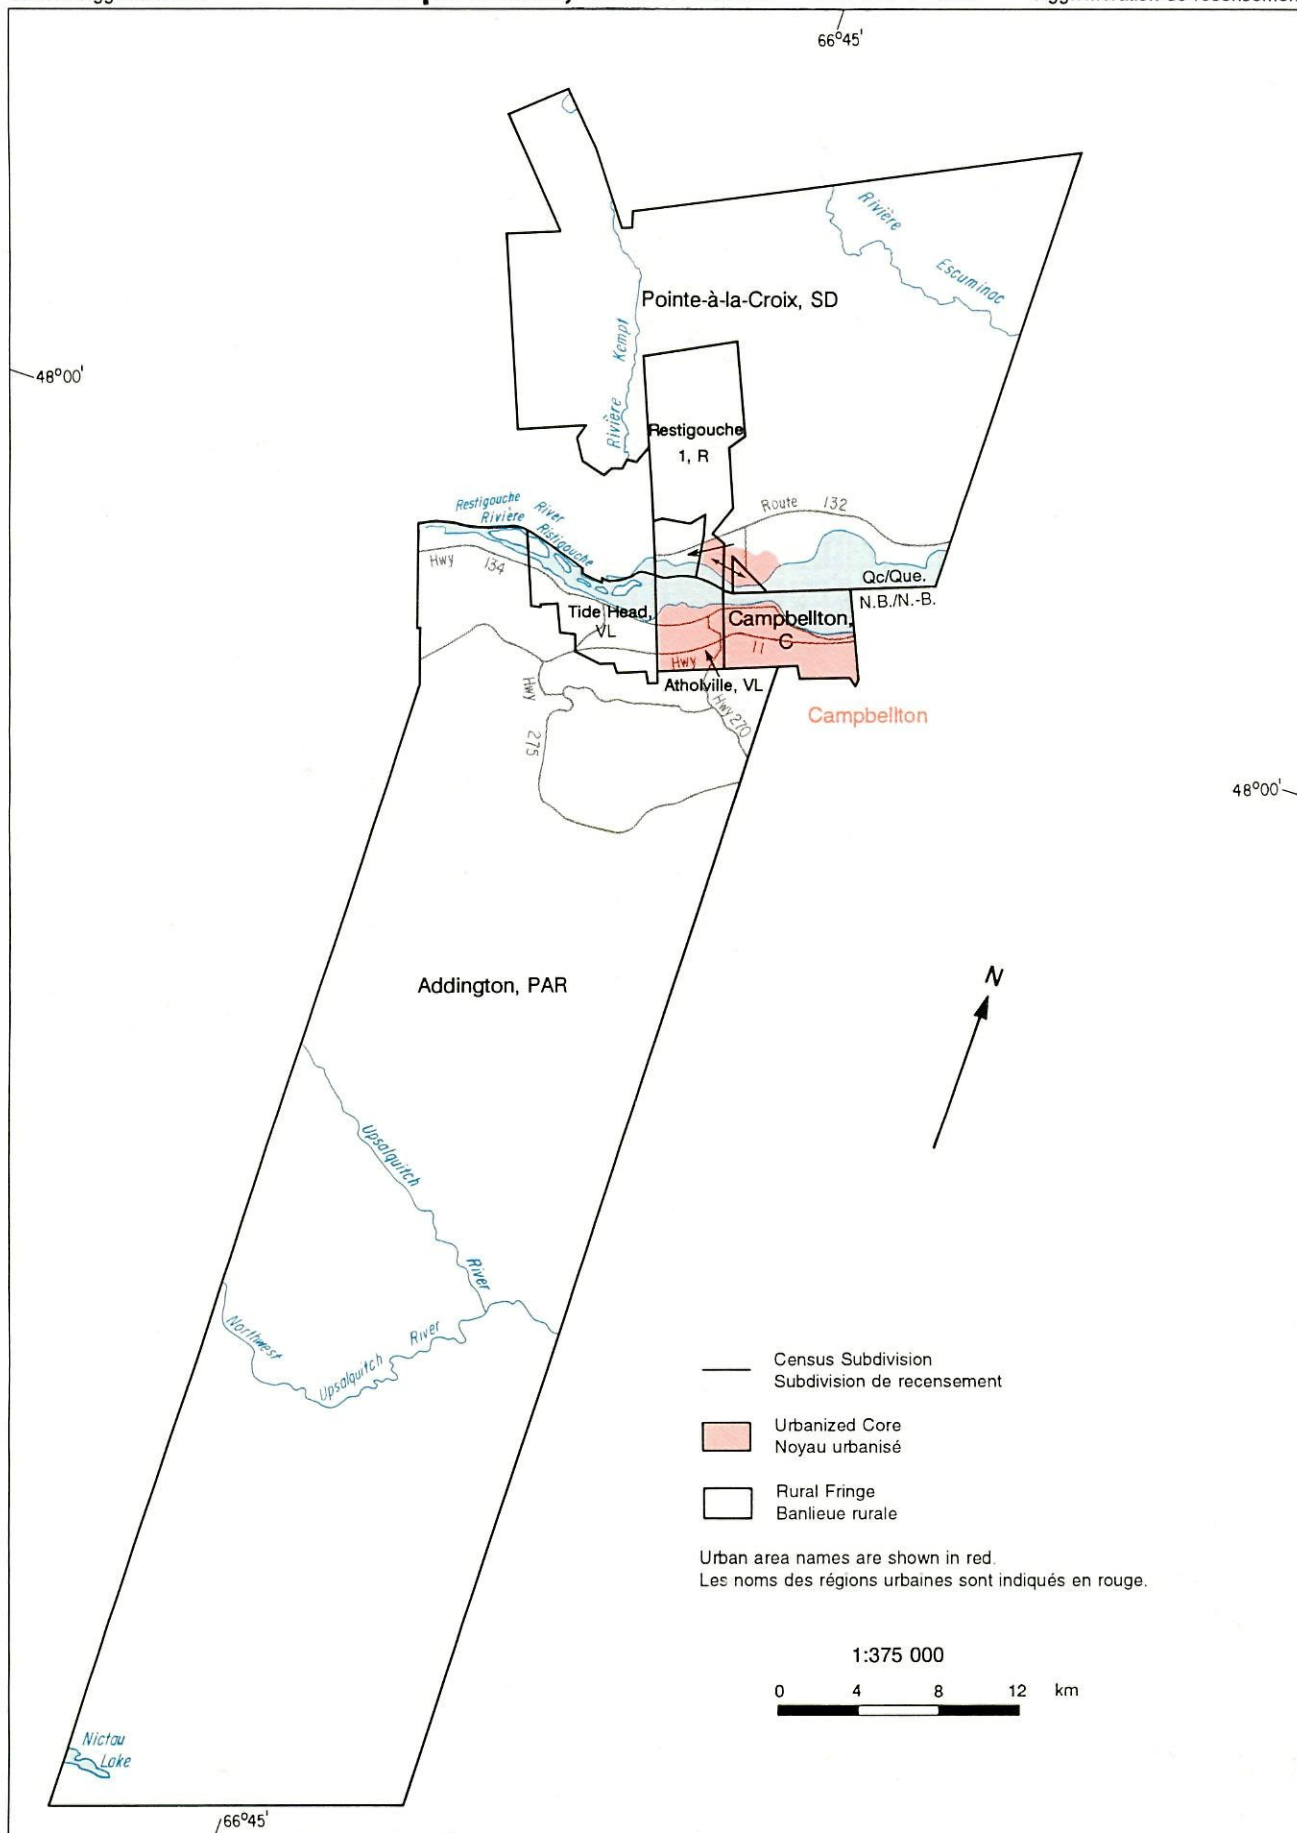 66°45'
Rivière
Escuminac
Pointe-à-la-Croix, SD
Rivière Kempt
48°00'
Restigouche
1, R
Route 132
Restigouche River
Rivière Ristigouche
Hwy 134
Qc/Que.
N.B./N.-B.
Tide Head,
VL
Campbellton,
C
Hwy 11
Atholville, VL
Hwy 275
Hwy 270
Campbellton
48°00'
Addington, PAR
N
Upsalquitch River
Northwest Upsalquitch River
Census Subdivision
Subdivision de recensement
Urbanized Core
Noyau urbanisé
Rural Fringe
Banlieue rurale
Urban area names are shown in red.
Les noms des régions urbaines sont indiqués en rouge.
1:375 000
0 4 8 12 km
Nictau
Lake
66°45'